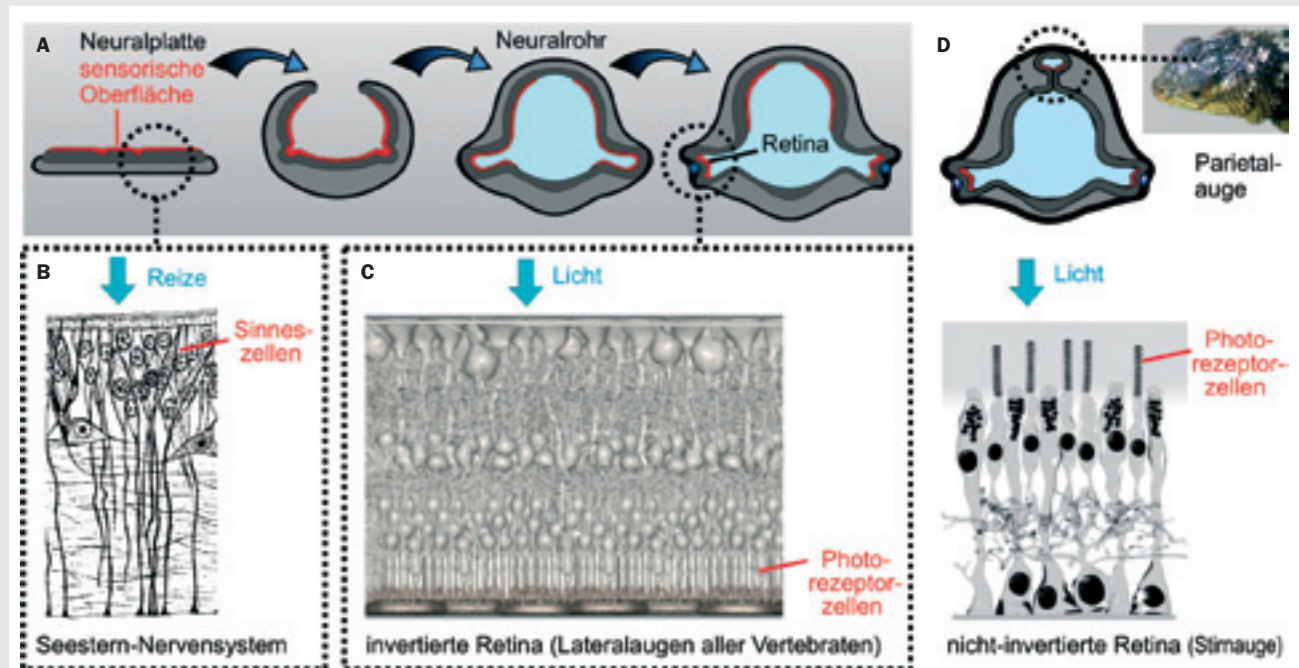 A
Neuralplatte
sensorische
Oberfläche
Neuralrohr
Retina
D
Parietal-
auge
B
Reize
Sinnes-
zellen
Seestern-Nervensystem
C
Licht
Photo-
rezeptor-
zellen
invertierte Retina (Lateralaugen aller Vertebraten)
Licht
Photo-
rezeptor-
zellen
nicht-invertierte Retina (Stirnauge)